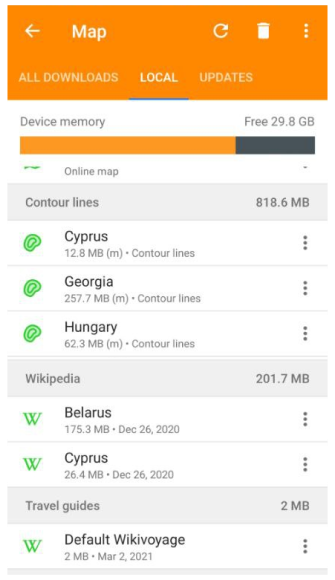 Map
ALL DOWNLOADS LOCAL UPDATES
Device memory Free 29.8 GB
Online map -
Contour lines 818.6 MB
Cyprus
12.8 MB (m) • Contour lines
Georgia
257.7 MB (m) • Contour lines
Hungary
62.3 MB (m) • Contour lines
Wikipedia 201.7 MB
W Belarus
175.3 MB • Dec 26, 2020
W Cyprus
26.4 MB • Dec 26, 2020
Travel guides 2 MB
W Default Wikivoyage
2 MB • Mar 2, 2021